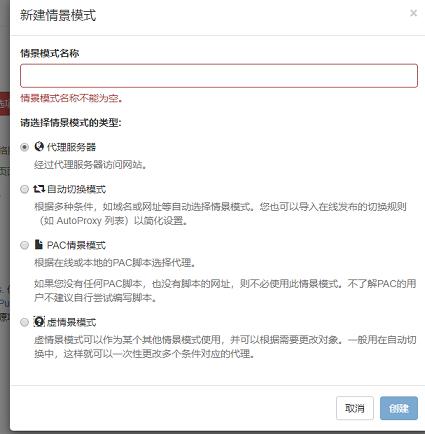 新建情景模式
×
情景模式名称
情景模式名称不能为空。
请选择情景模式的类型:
代理服务器
经过代理服务器访问网站。
自动切换模式
根据多种条件，如域名或网址等自动选择情景模式。您也可以导入在线发布的切换规则
（如 AutoProxy 列表）以简化设置。
PAC情景模式
根据在线或本地的PAC脚本选择代理。
如果您没有任何PAC脚本，也没有脚本的网址，则不必使用此情景模式。不了解PAC的用
户不建议自行尝试编写脚本。
虚情景模式
虚情景模式可以作为某个其他情景模式使用，并可以根据需要更改对象。一般用在自动切
换中，这样就可以一次性更改多个条件对应的代理。
取消
创建